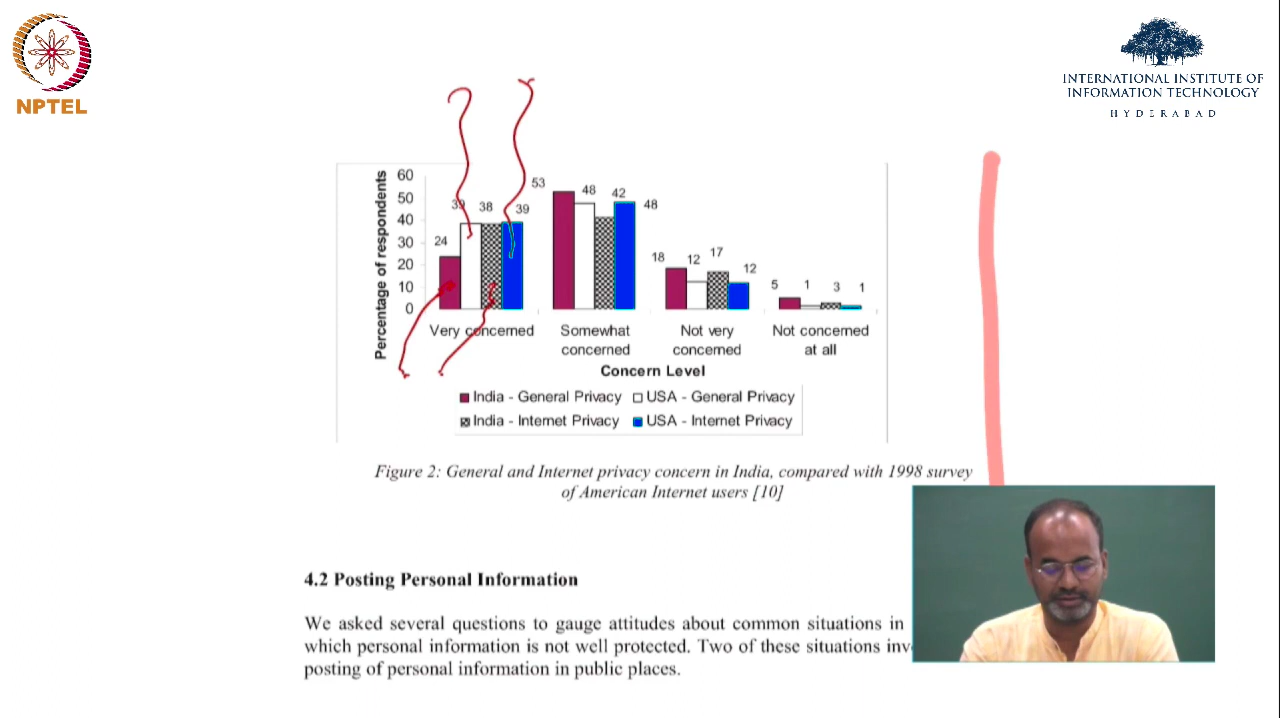 NPTEL
INTERNATIONAL INSTITUTE OF
INFORMATION TECHNOLOGY
HYDERABAD
Percentage of respondents
60
50
40
30
20
10
0
24
39
38
39
53
48
42
48
18
12
17
12
5
1
3
1
Very concerned
Somewhat concerned
Not very concerned
Not concerned at all
Concern Level
India - General Privacy
USA - General Privacy
India - Internet Privacy
USA - Internet Privacy
Figure 2: General and Internet privacy concern in India, compared with 1998 survey
of American Internet users [10]
4.2 Posting Personal Information
We asked several questions to gauge attitudes about common situations in
which personal information is not well protected. Two of these situations
posting of personal information in public places.